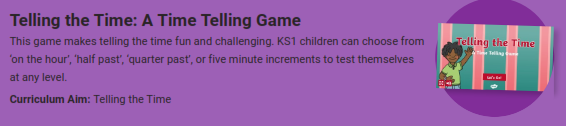 Telling the Time: A Time Telling Game
This game makes telling the time fun and challenging. KS1 children can choose from
'on the hour', 'half past', 'quarter past', or five minute increments to test themselves
at any level.
Curriculum Aim: Telling the Time
Telling the Time
A Time Telling Game
Let's Go!